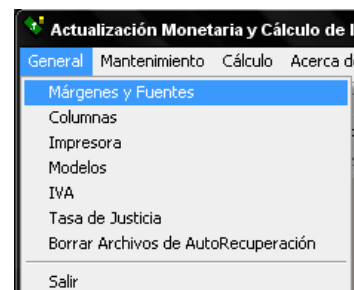 Actualización Monetaria y Cálculo de
General Mantenimiento Cálculo Acerca d
Márgenes y Fuentes
Columnas
Impresora
Modelos
IVA
Tasa de Justicia
Borrar Archivos de AutoRecuperación
Salir